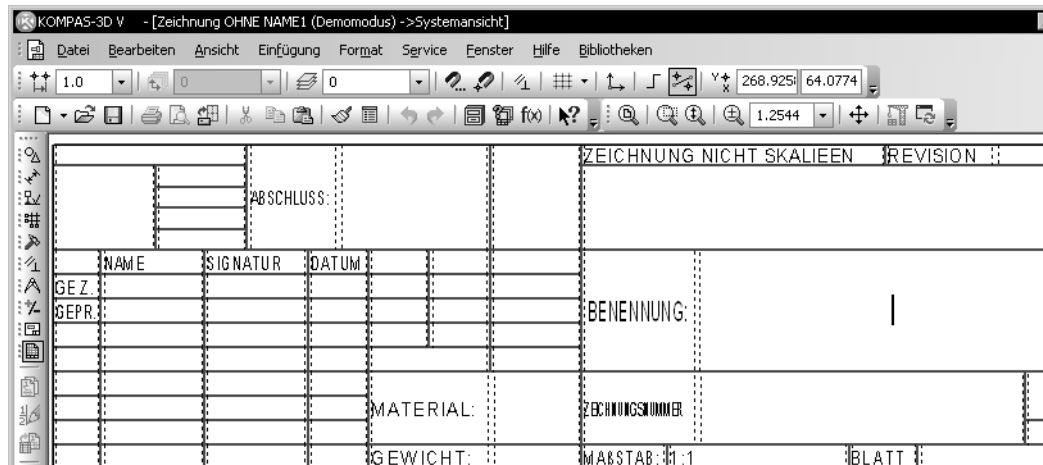 KOMPAS-3D V - [Zeichnung OHNE NAME1 (Demomodus) ->Systemansicht]
Datei Bearbeiten Ansicht Einfügung Format Service Fenster Hilfe Bibliotheken
1.0 0 0 268.925 64.0774
f(x) 1.2544
ZEICHNUNG NICHT SKALIEEN REVISION
ABSCHLUSS:
NAME SIGNATUR DATUM
GEZ.
GEPR. BENENNUNG:
MATERIAL: ZEICHNUNGSNUMMER
GEWICHT: MAßSTAB: 1:1 BLATT